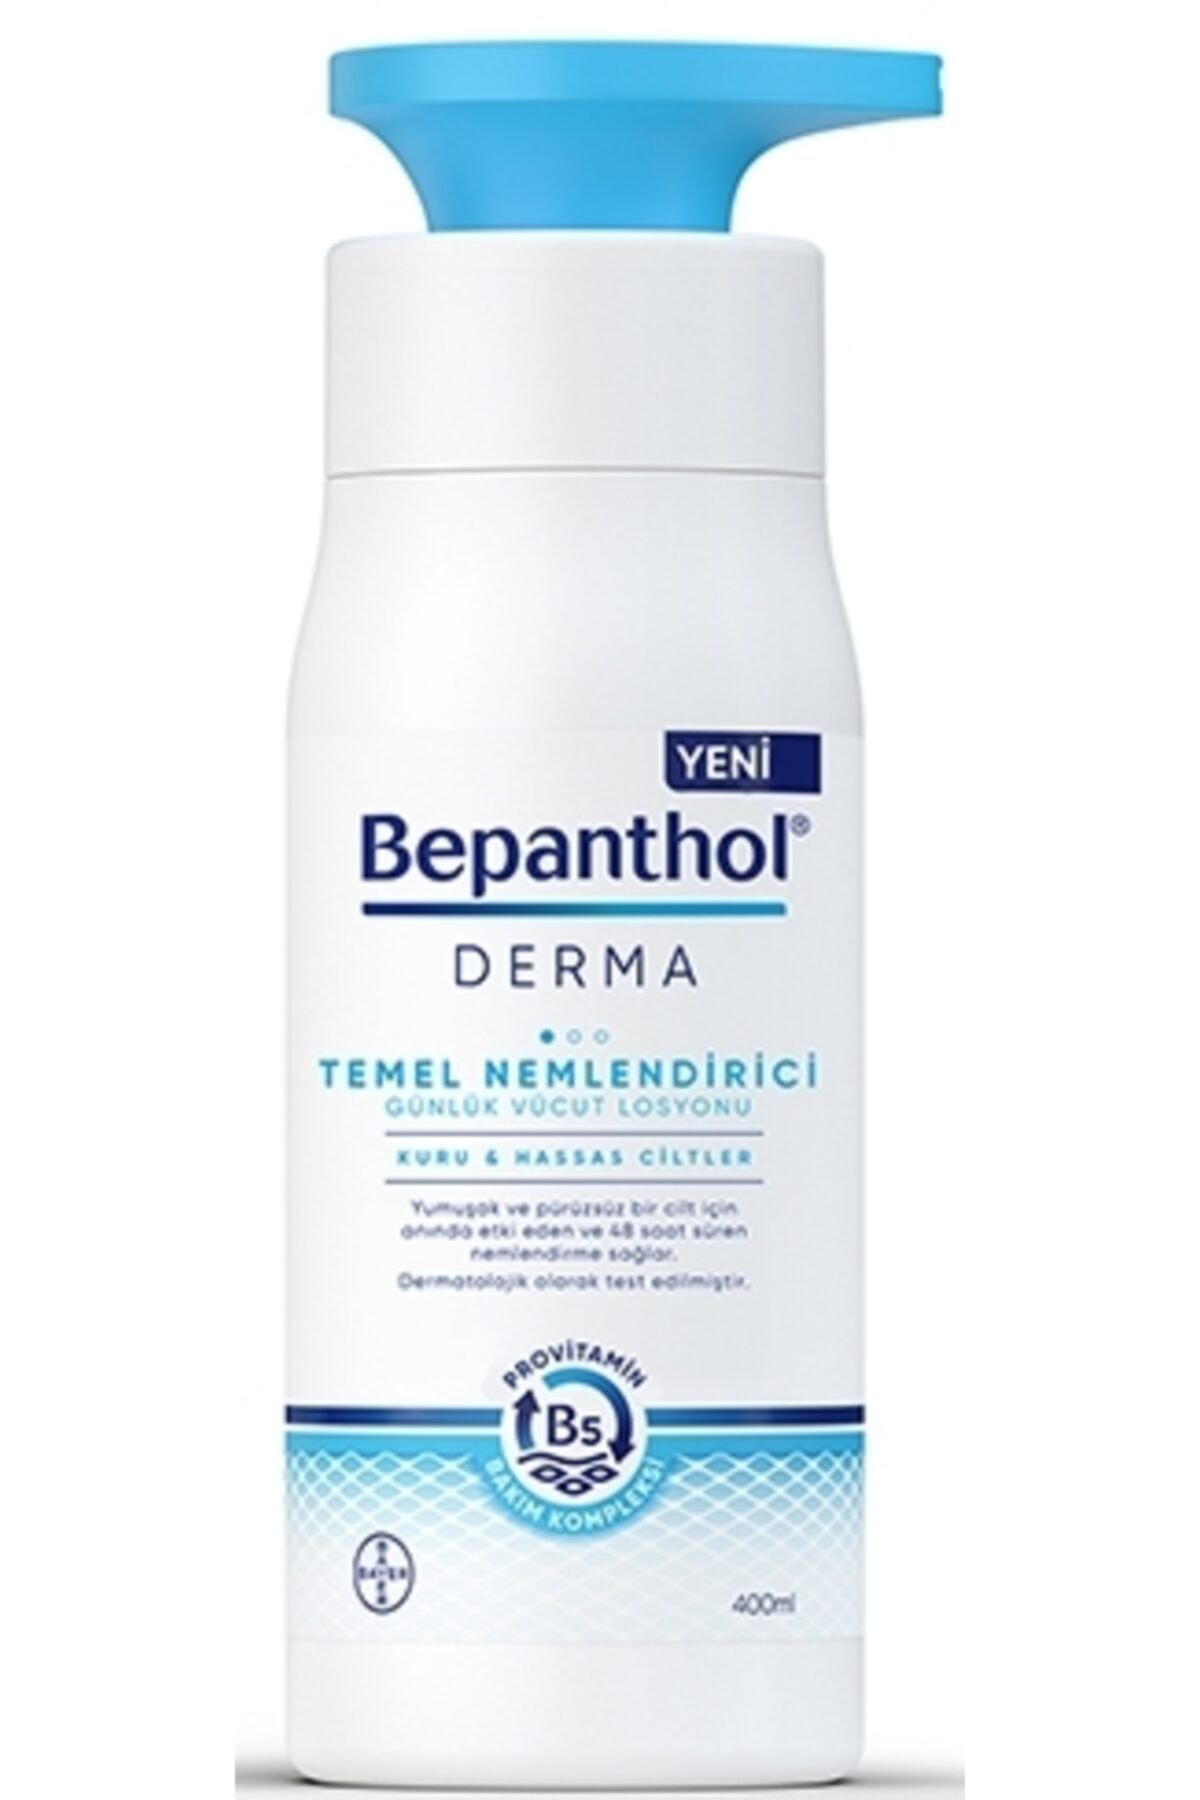 YENİ
Bepanthol®
DERMA
TEMEL NEMLENDİRİCİ
GÜNLÜK VÜCUT LOSYONU
KURU & HASSAS CİLTLER
Yumuşak ve pürüzsüz bir cilt için
anında etki eden ve 48 saat süren
nemlendirme sağlar.
Dermatolojik olarak test edilmiştir.
PROVİTAMİN
B5
BAKIM KOMPLEKSİ
BAYER
BAYER
400ml